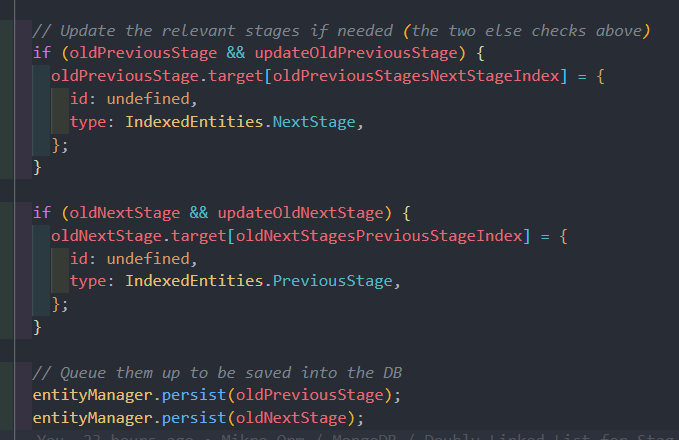 // Update the relevant stages if needed (the two else checks above)
if (oldPreviousStage && updateOldPreviousStage) {
oldPreviousStage.target[oldPreviousStagesNextStageIndex] = {
id: undefined,
type: IndexedEntities.NextStage,
};
}
if (oldNextStage && updateOldNextStage) {
oldNextStage.target[oldNextStagesPreviousStageIndex] = {
id: undefined,
type: IndexedEntities.PreviousStage,
};
}
// Queue them up to be saved into the DB
entityManager.persist(oldPreviousStage);
entityManager.persist(oldNextStage);